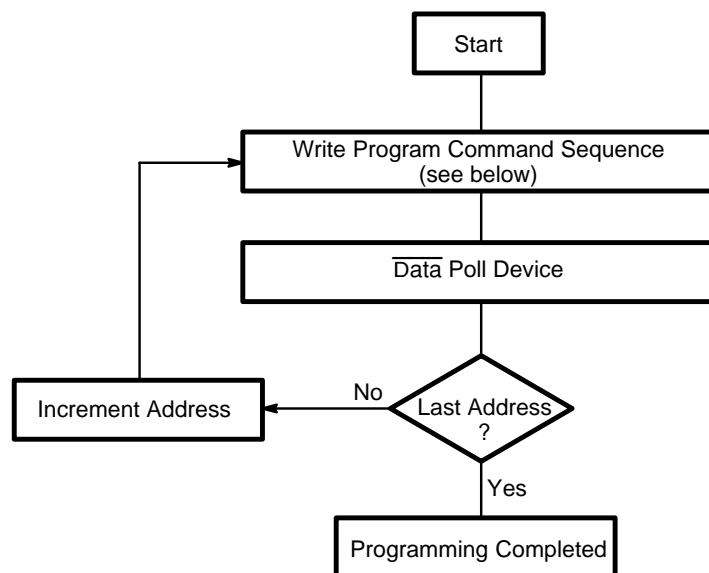 Start
Write Program Command Sequence
(see below)
Data Poll Device
No
Increment Address
Last Address
?
Yes
Programming Completed